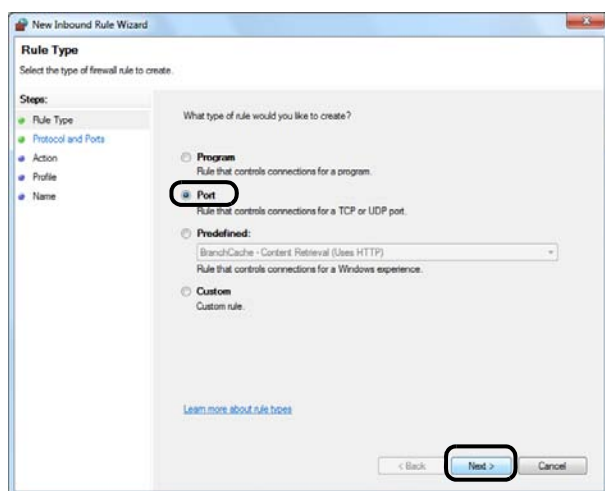 New Inbound Rule Wizard
Rule Type
Select the type of firewall rule to create.
Steps:
Rule Type
Protocol and Ports
Action
Profile
Name
What type of rule would you like to create?
Program
Rule that controls connections for a program.
Port
Rule that controls connections for a TCP or UDP port.
Predefined:
BranchCache - Content Retrieval (Uses HTTP)
Rule that controls connections for a Windows experience.
Custom
Custom rule.
Learn more about rule types
< Back
Next >
Cancel